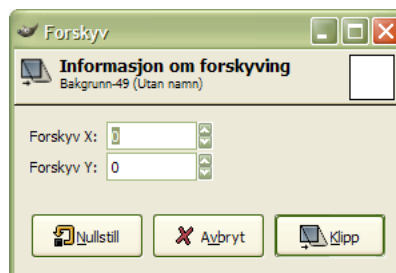 Forskyv
Informasjon om forskyving
Bakgrunn-49 (Utan namn)
Forskyv X: 0
Forskyv Y: 0
Nullstill Avbryt Klipp